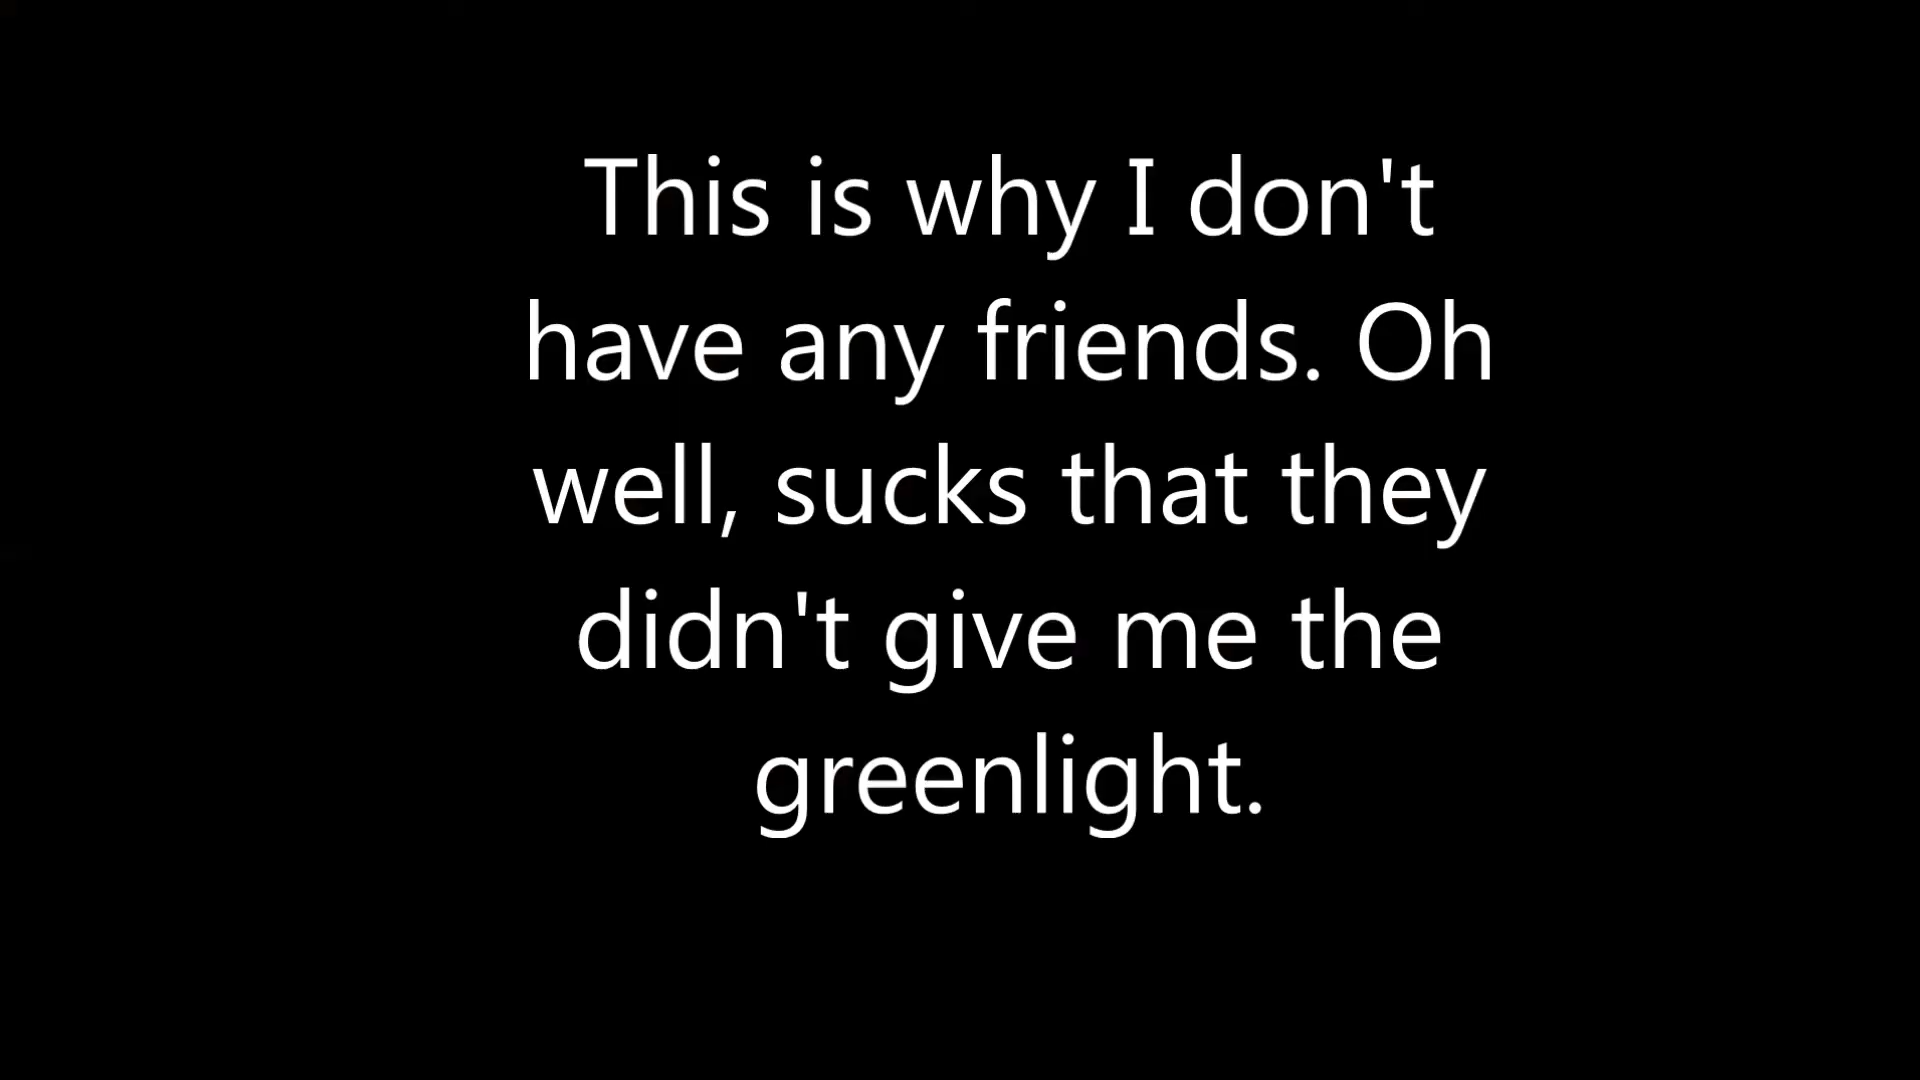 This is why I don't
have any friends. Oh
well, sucks that they
didn't give me the
greenlight.